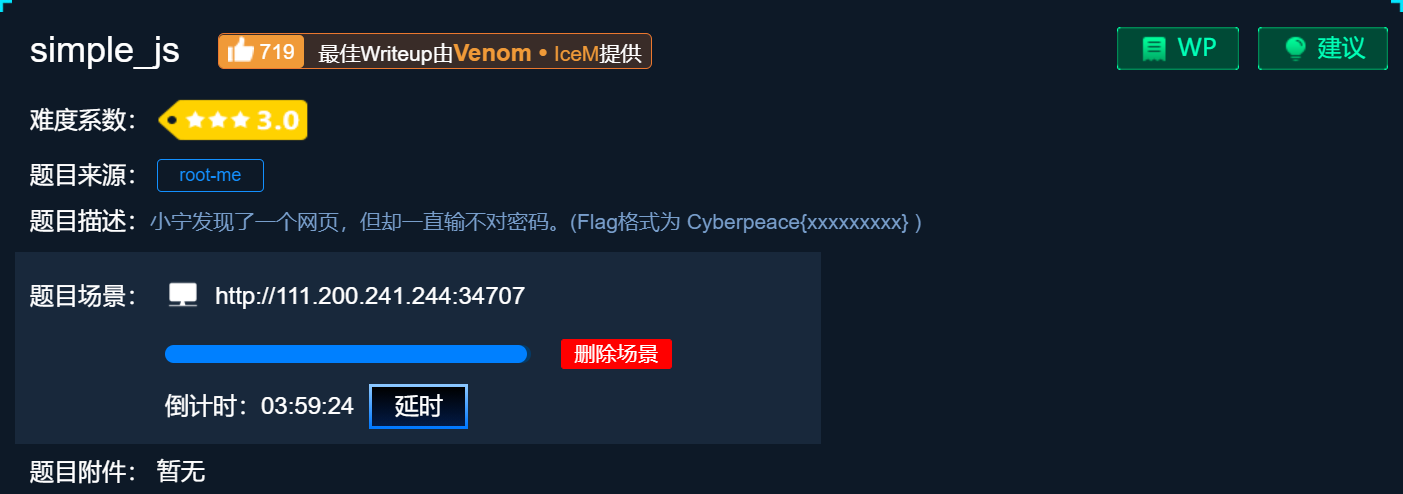 simple_js 719 最佳Writeup由Venom • IceM提供 WP 建议
难度系数： 3.0
题目来源： root-me
题目描述：小宁发现了一个网页，但却一直输不对密码。(Flag格式为 Cyberpeace{xxxxxxxxx} )
题目场景： http://111.200.241.244:34707
删除场景
倒计时：03:59:24 延时
题目附件： 暂无